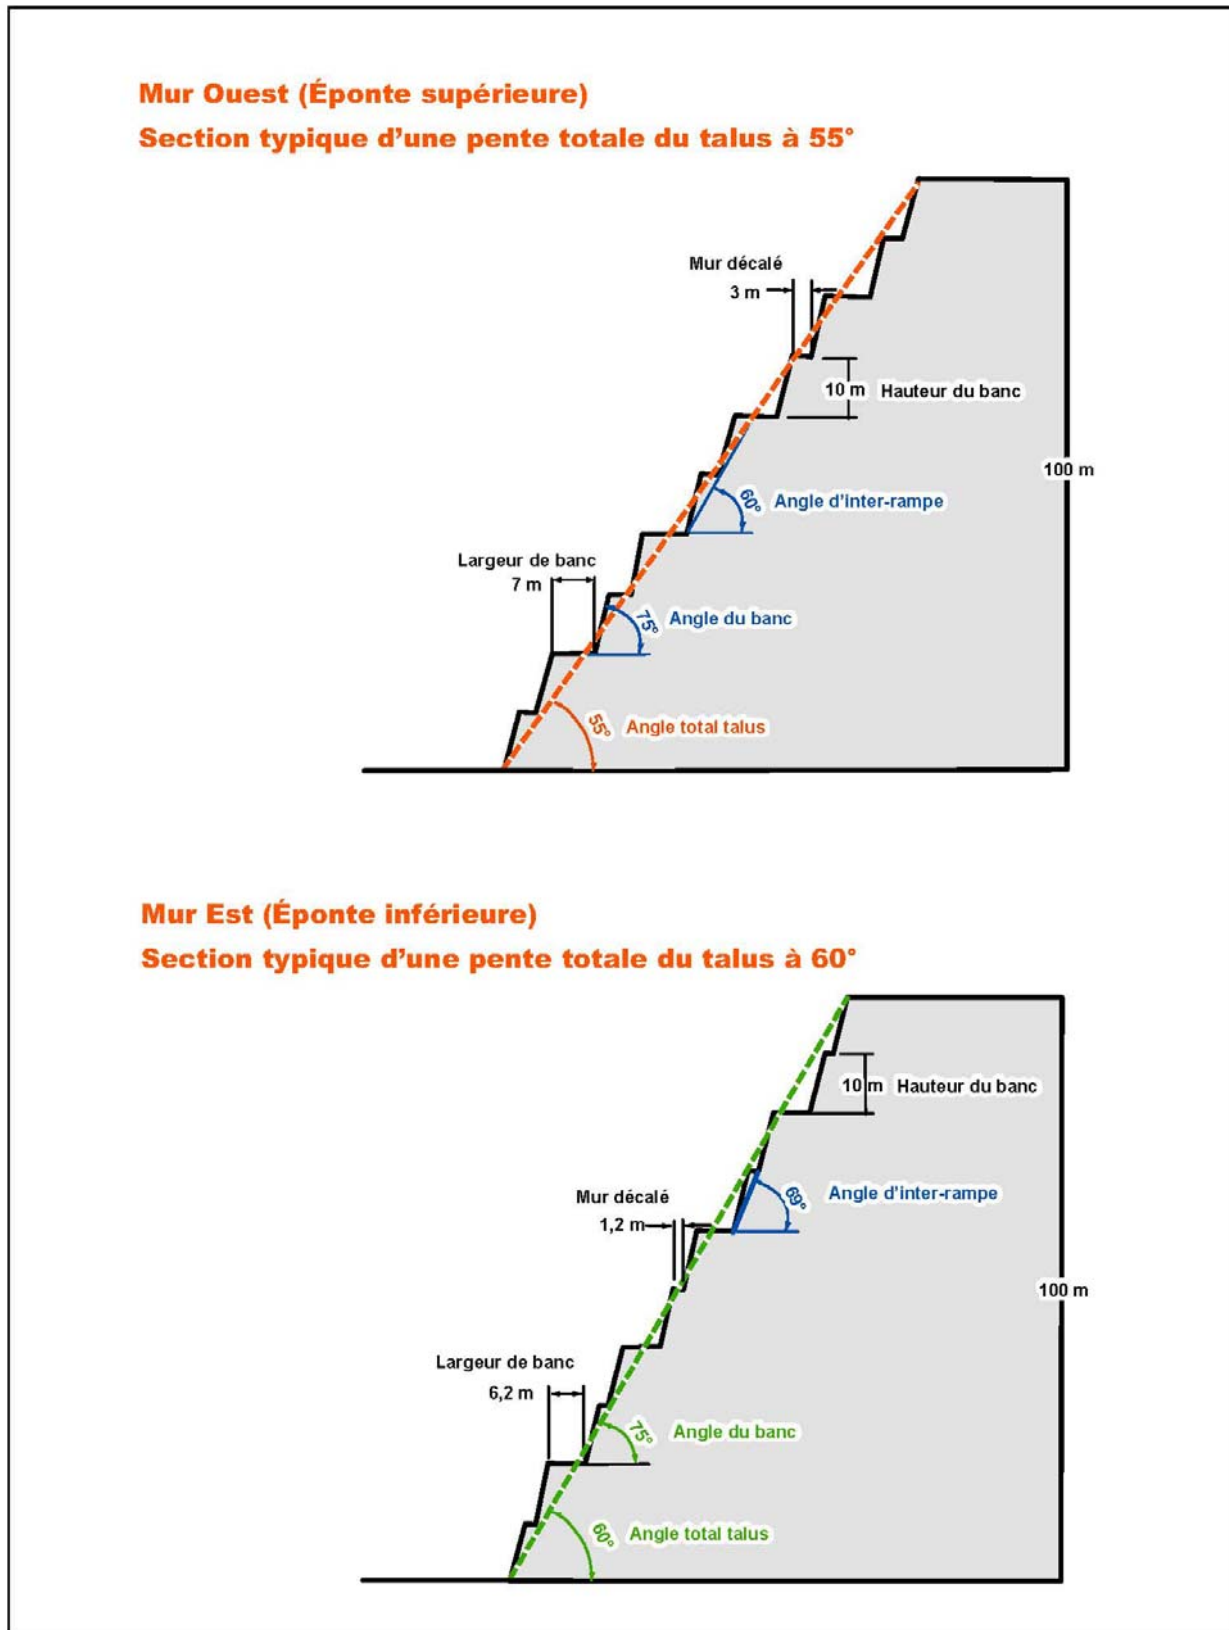 Mur Ouest (Éponte supérieure)
Section typique d'une pente totale du talus à 55°
Mur décalé
3 m
10 m Hauteur du banc
100 m
60° Angle d'inter-rampe
Largeur de banc
7 m
75° Angle du banc
55° Angle total talus
Mur Est (Éponte inférieure)
Section typique d'une pente totale du talus à 60°
10 m Hauteur du banc
69° Angle d'inter-rampe
Mur décalé
1,2 m
100 m
Largeur de banc
6,2 m
75° Angle du banc
60° Angle total talus